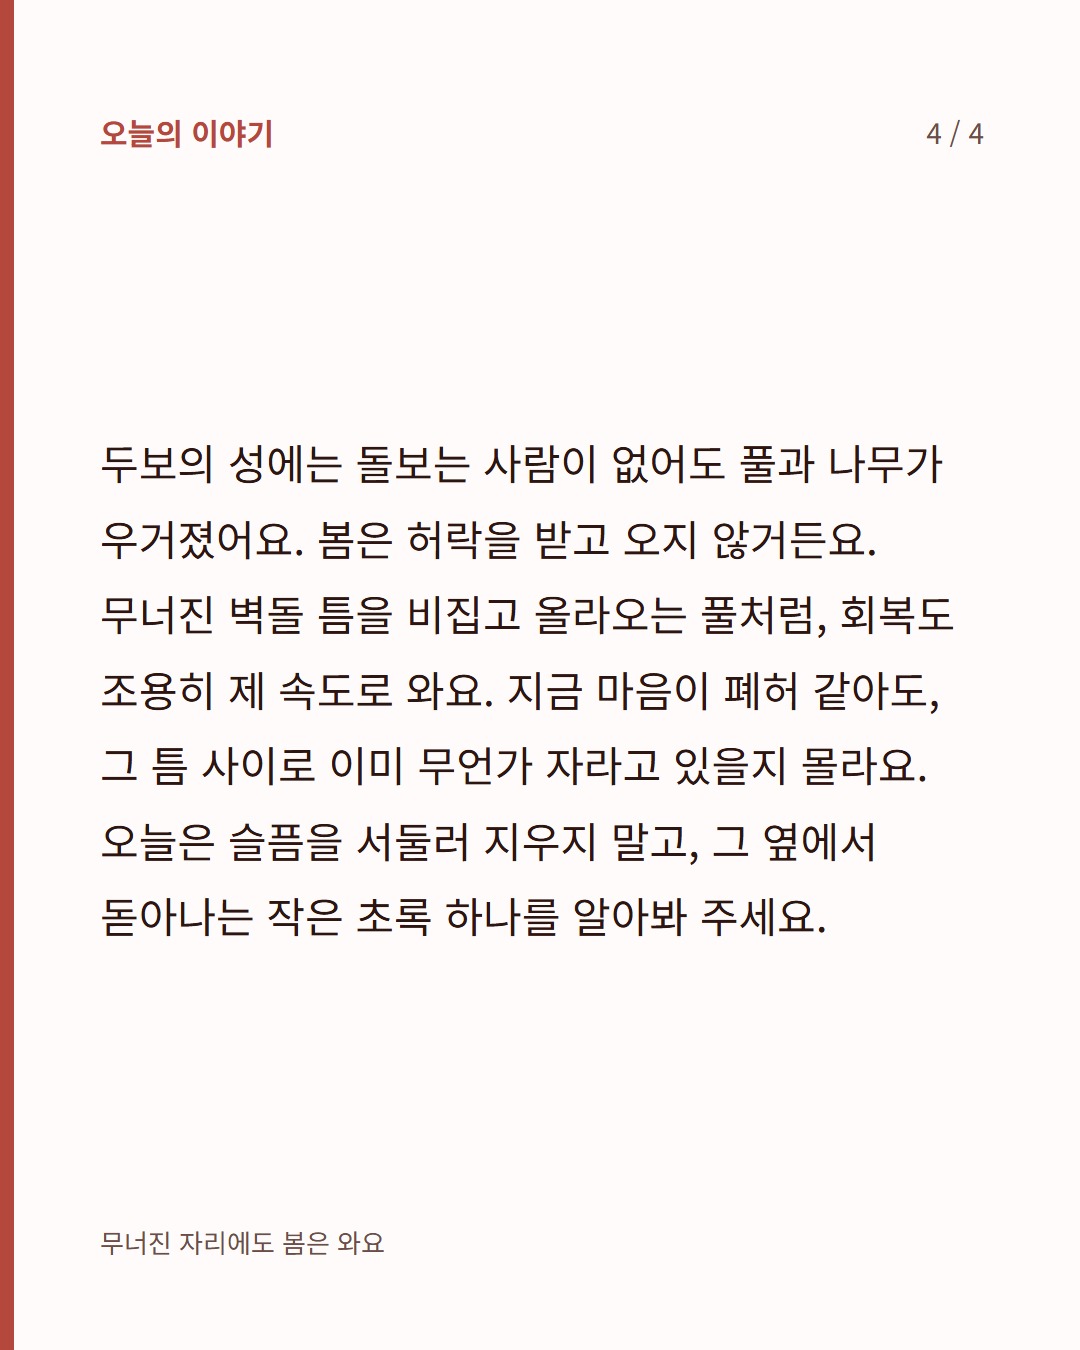 오늘의 이야기
4 / 4
두보의 성에는 돌보는 사람이 없어도 풀과 나무가
우거졌어요. 봄은 허락을 받고 오지 않거든요.
무너진 벽돌 틈을 비집고 올라오는 풀처럼, 회복도
조용히 제 속도로 와요. 지금 마음이 폐허 같아도,
그 틈 사이로 이미 무언가 자라고 있을지 몰라요.
오늘은 슬픔을 서둘러 지우지 말고, 그 옆에서
돋아나는 작은 초록 하나를 알아봐 주세요.
무너진 자리에도 봄은 와요